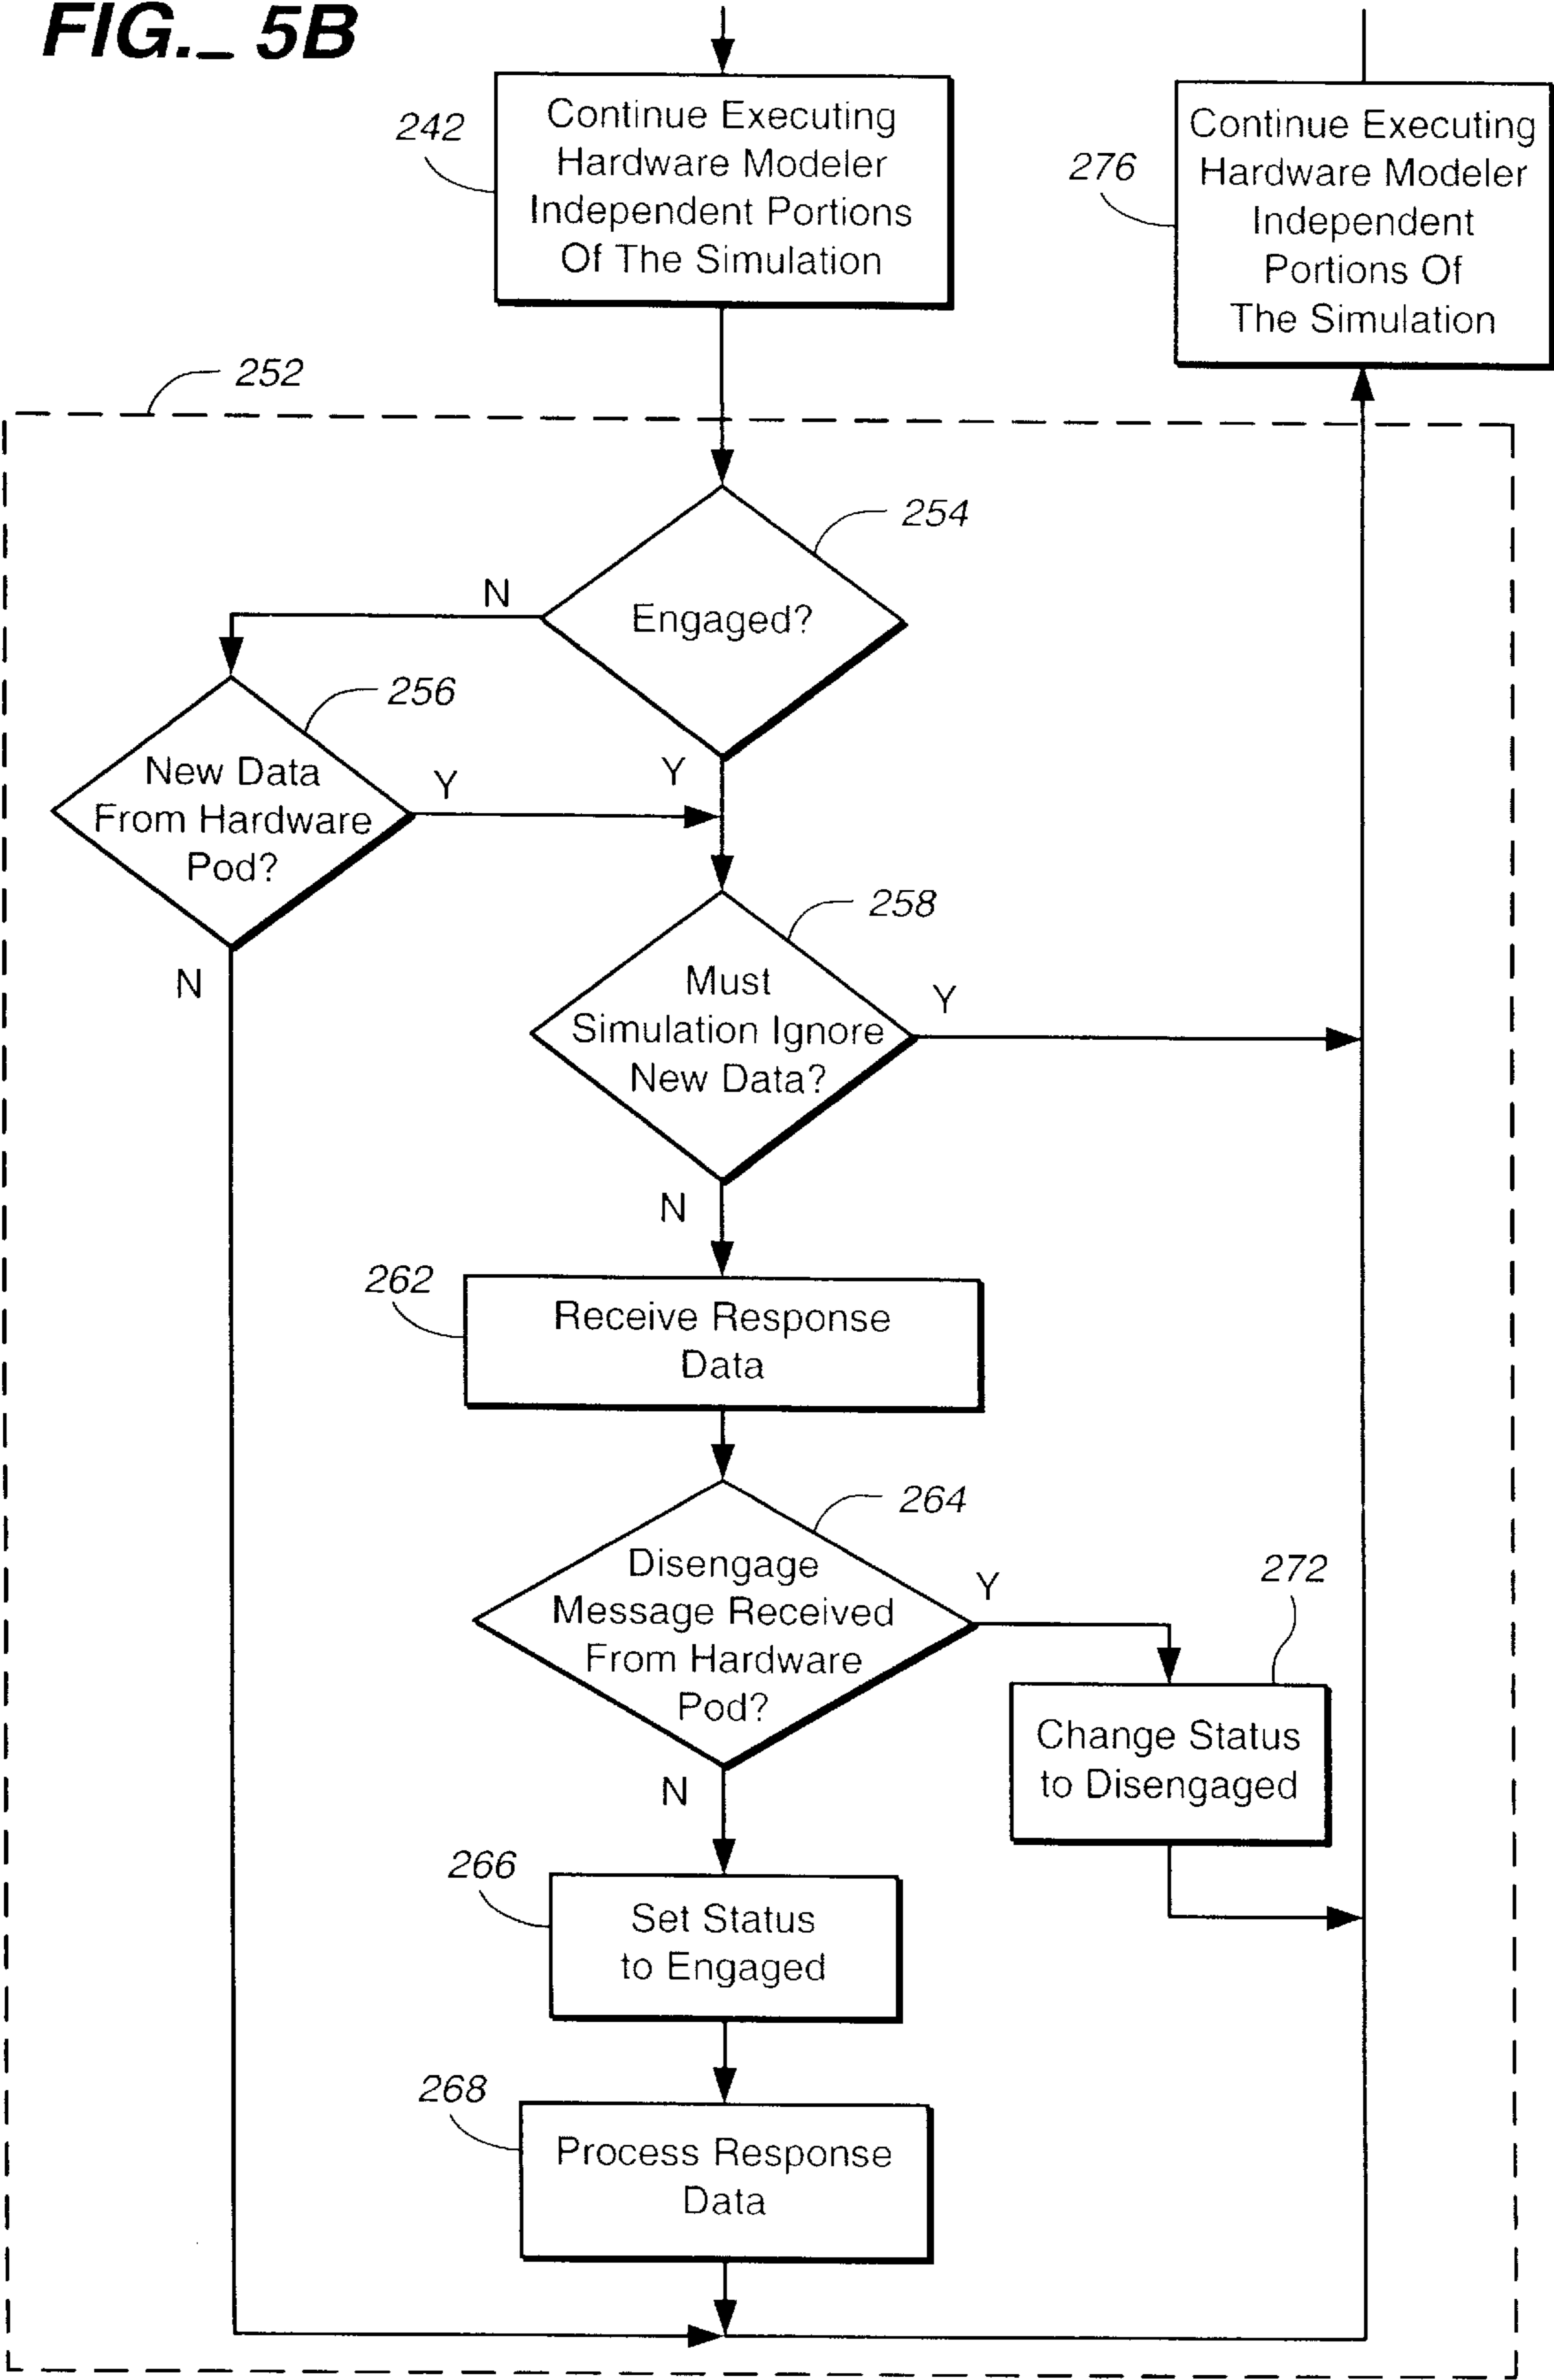 FIG._ 5B
242
Continue Executing
Hardware Modeler
Independent Portions
Of The Simulation
276
Continue Executing
Hardware Modeler
Independent
Portions Of
The Simulation
252
254
Engaged?
N
Y
256
New Data
From Hardware
Pod?
Y
N
258
Must
Simulation Ignore
New Data?
Y
N
262
Receive Response
Data
264
Disengage
Message Received
From Hardware
Pod?
Y
N
272
Change Status
to Disengaged
266
Set Status
to Engaged
268
Process Response
Data